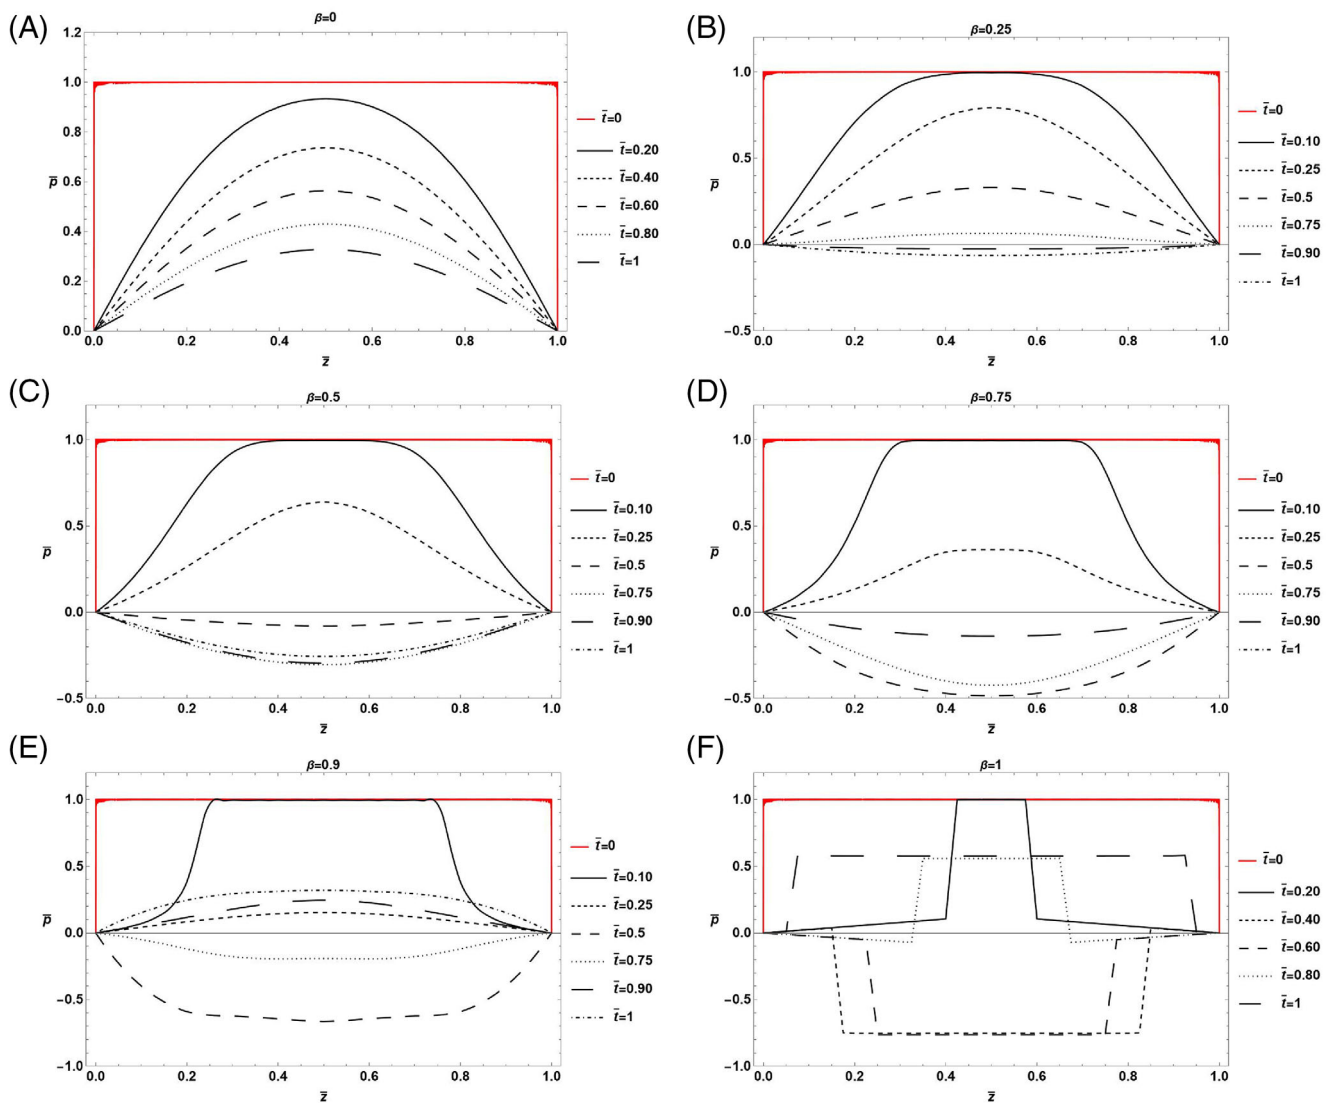 (A)
β=0
1.2
1.0
0.8
0.6
0.4
0.2
0.0
p̅
0.0 0.2 0.4 0.6 0.8 1.0
z̅
t̅=0
t̅=0.20
t̅=0.40
t̅=0.60
t̅=0.80
t̅=1
(B)
β=0.25
1.0
0.5
0.0
−0.5
p̅
0.0 0.2 0.4 0.6 0.8 1.0
z̅
t̅=0
t̅=0.10
t̅=0.25
t̅=0.5
t̅=0.75
t̅=0.90
t̅=1
(C)
β=0.5
1.0
0.5
0.0
−0.5
p̅
0.0 0.2 0.4 0.6 0.8 1.0
z̅
t̅=0
t̅=0.10
t̅=0.25
t̅=0.5
t̅=0.75
t̅=0.90
t̅=1
(D)
β=0.75
1.0
0.5
0.0
−0.5
p̅
0.0 0.2 0.4 0.6 0.8 1.0
z̅
t̅=0
t̅=0.10
t̅=0.25
t̅=0.5
t̅=0.75
t̅=0.90
t̅=1
(E)
β=0.9
1.0
0.5
0.0
−0.5
−1.0
p̅
0.0 0.2 0.4 0.6 0.8 1.0
z̅
t̅=0
t̅=0.10
t̅=0.25
t̅=0.5
t̅=0.75
t̅=0.90
t̅=1
(F)
β=1
1.0
0.5
0.0
−0.5
−1.0
p̅
0.0 0.2 0.4 0.6 0.8 1.0
z̅
t̅=0
t̅=0.20
t̅=0.40
t̅=0.60
t̅=0.80
t̅=1